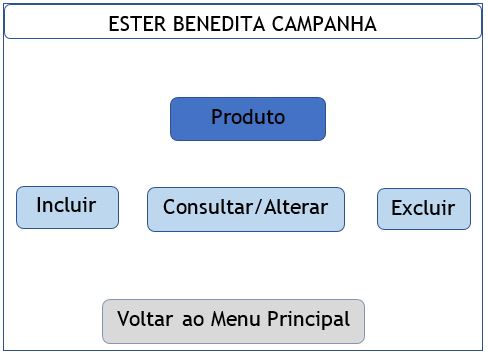 ESTER BENEDITA CAMPANHA
Produto
Incluir
Consultar/Alterar
Excluir
Voltar ao Menu Principal